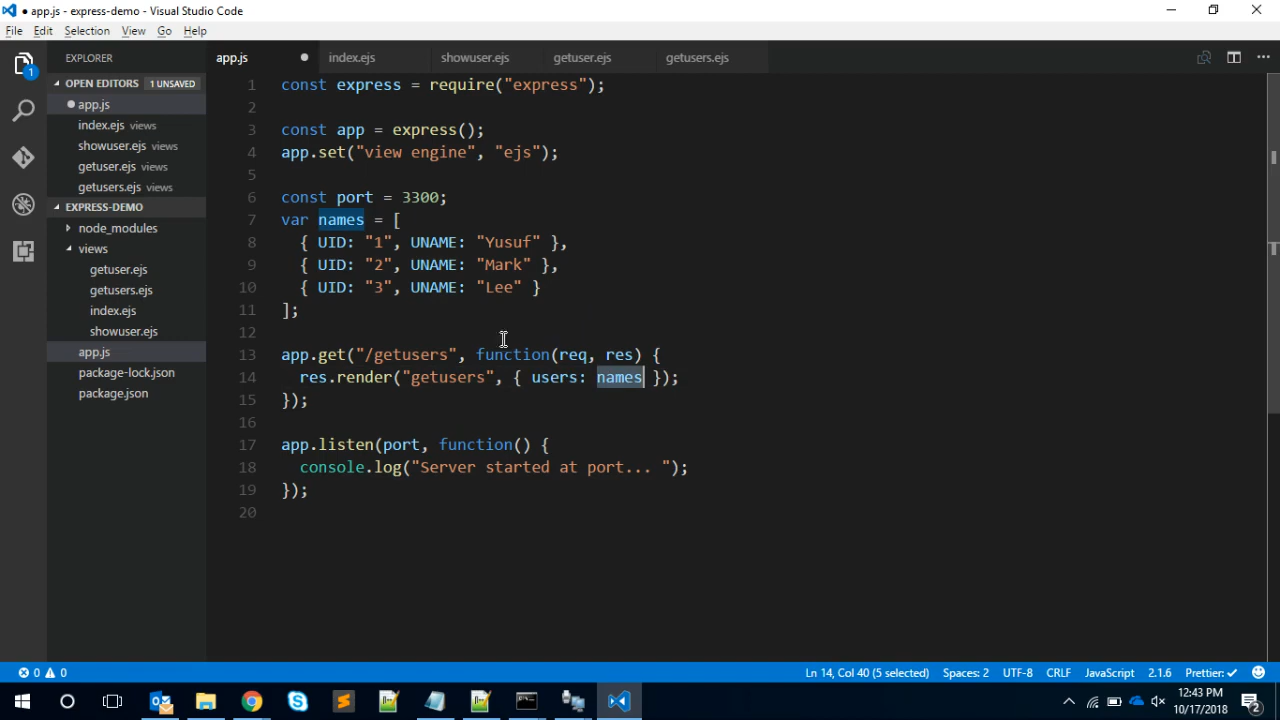 ● app.js - express-demo - Visual Studio Code
File Edit Selection View Go Help
EXPLORER
OPEN EDITORS 1 UNSAVED
● app.js
index.ejs views
showuser.ejs views
getuser.ejs views
getusers.ejs views
EXPRESS-DEMO
node_modules
views
getuser.ejs
getusers.ejs
index.ejs
showuser.ejs
app.js
package-lock.json
package.json
1
app.js ● index.ejs showuser.ejs getuser.ejs getusers.ejs
1 const express = require("express");
2
3 const app = express();
4 app.set("view engine", "ejs");
5
6 const port = 3300;
7 var names = [
8   { UID: "1", UNAME: "Yusuf" },
9   { UID: "2", UNAME: "Mark" },
10   { UID: "3", UNAME: "Lee" }
11 ];
12
13 app.get("/getusers", function(req, res) {
14   res.render("getusers", { users: names });
15 });
16
17 app.listen(port, function() {
18   console.log("Server started at port... ");
19 });
20
0 0 Ln 14, Col 40 (5 selected) Spaces: 2 UTF-8 CRLF JavaScript 2.1.6 Prettier: ✓
12:43 PM
10/17/2018
2